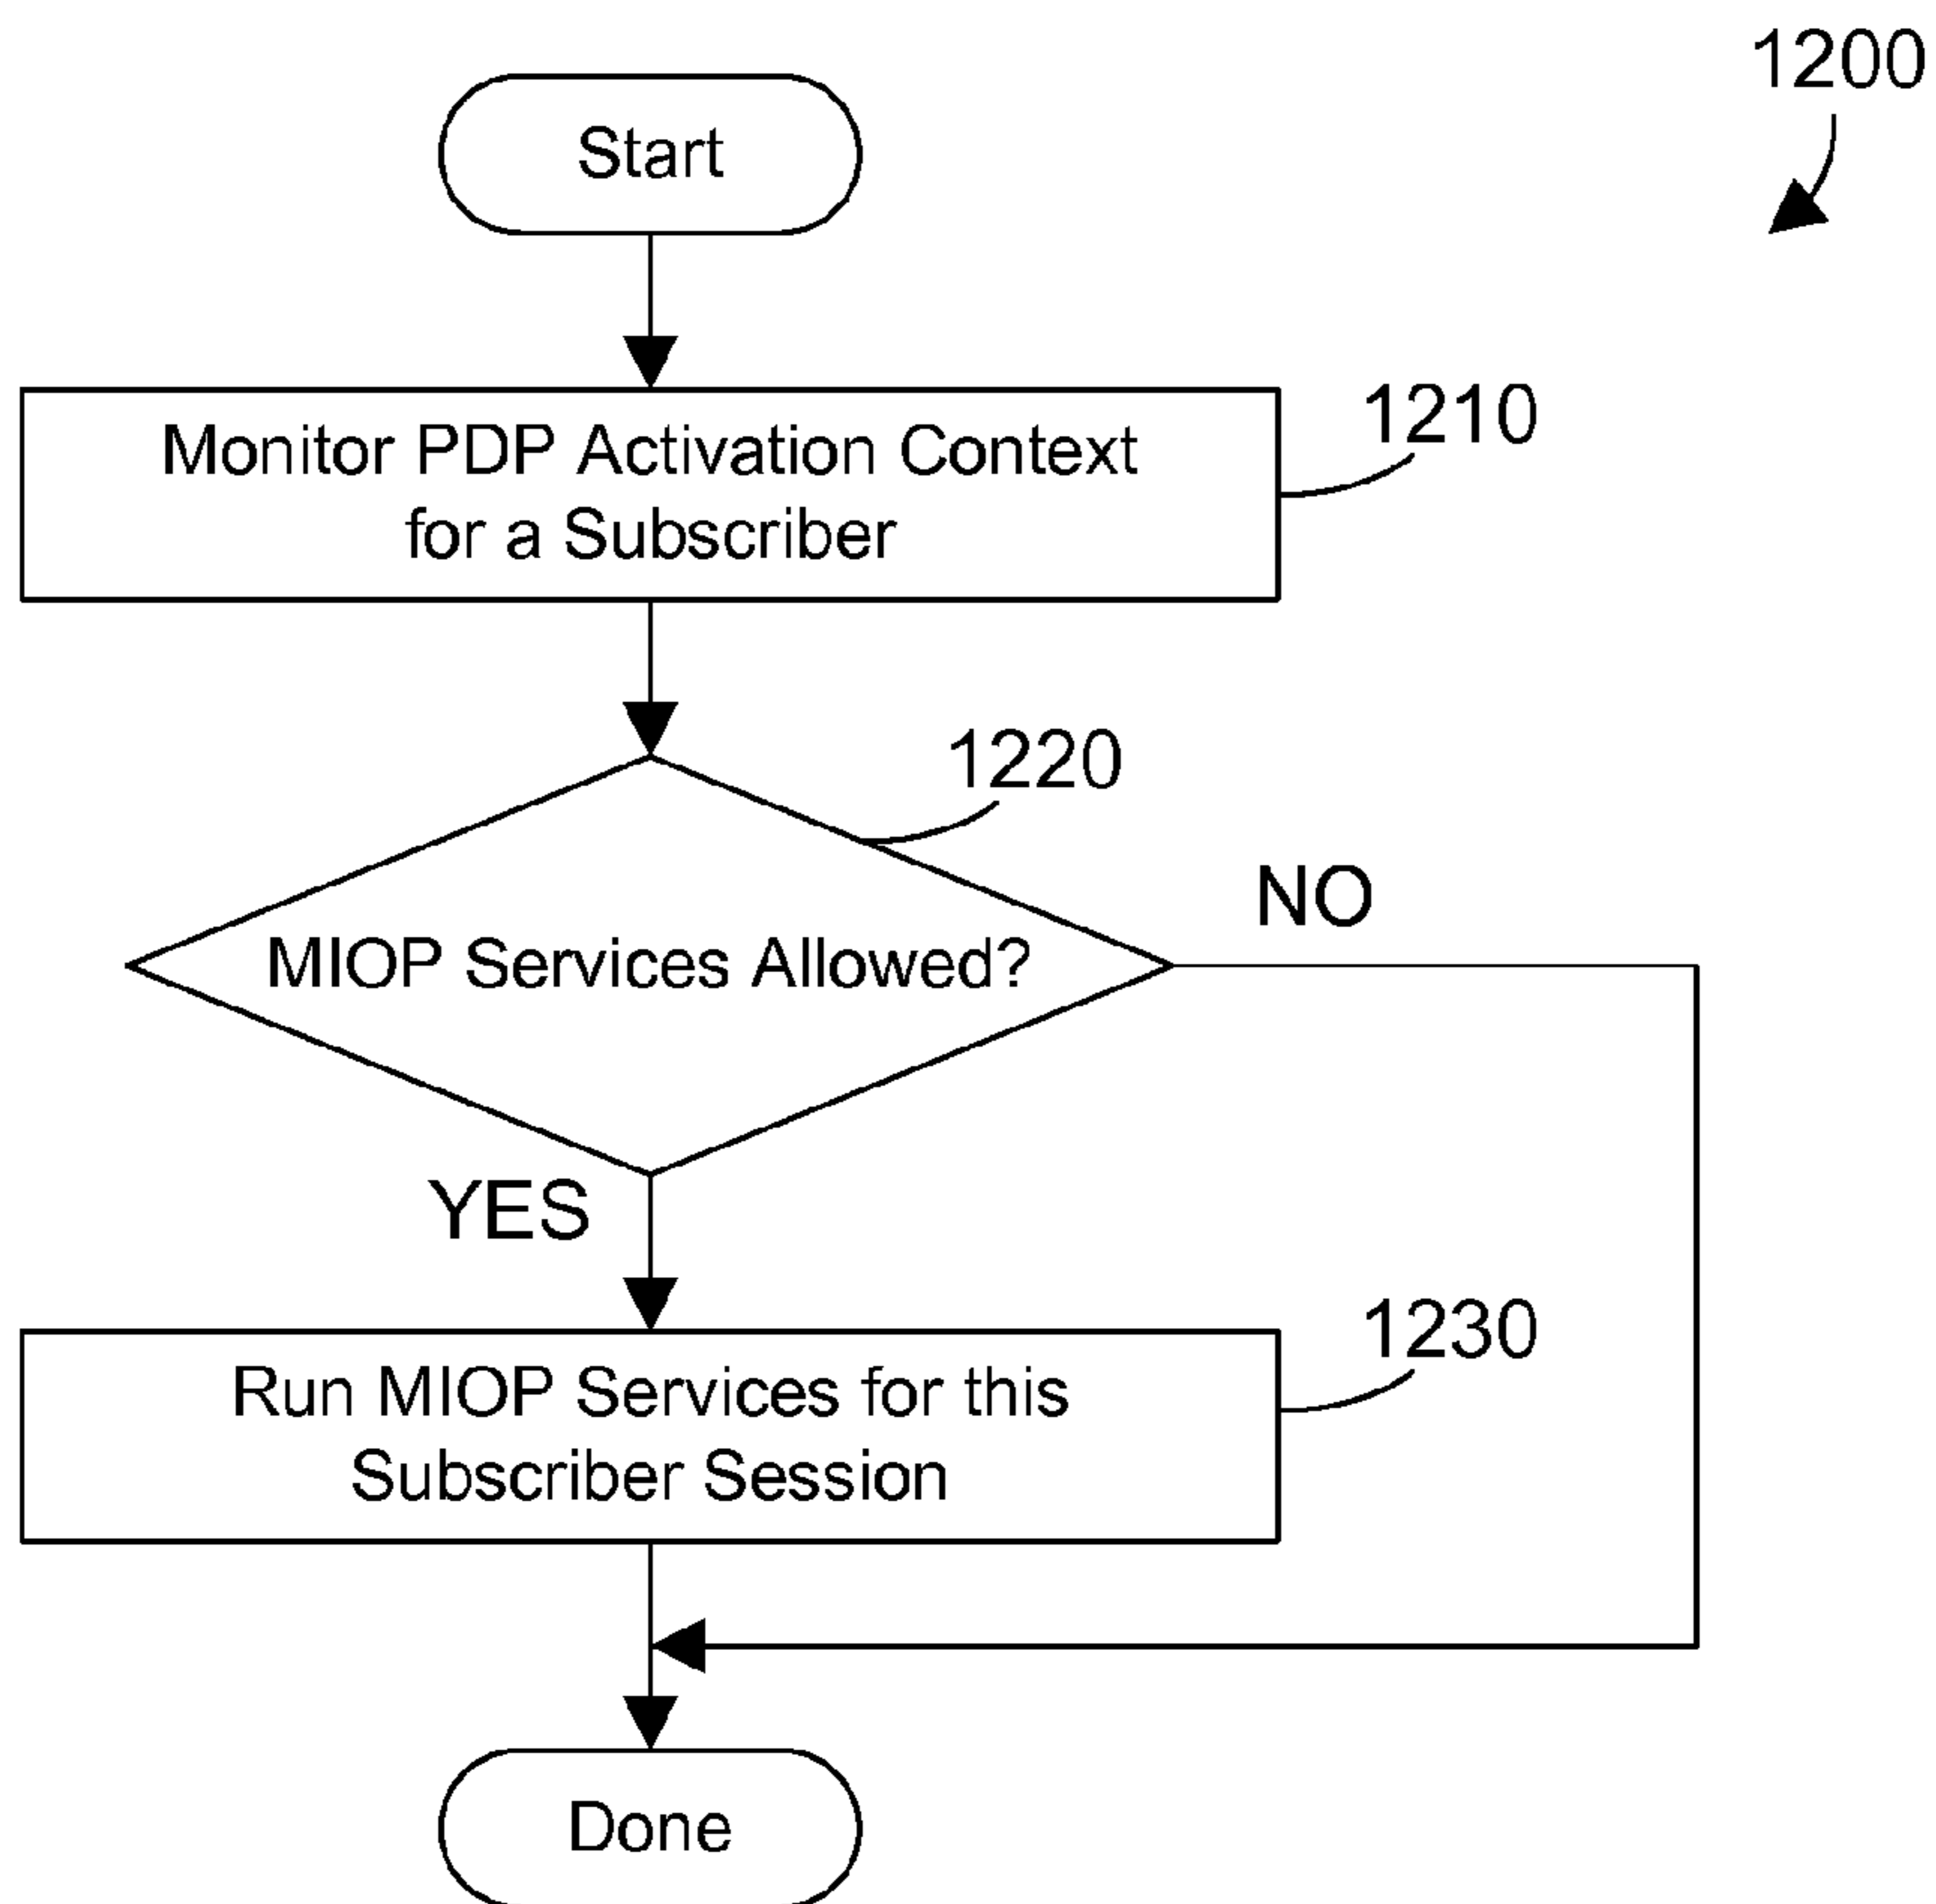 1200
Start
1210
Monitor PDP Activation Context
for a Subscriber
1220
NO
MIOP Services Allowed?
YES
1230
Run MIOP Services for this
Subscriber Session
Done